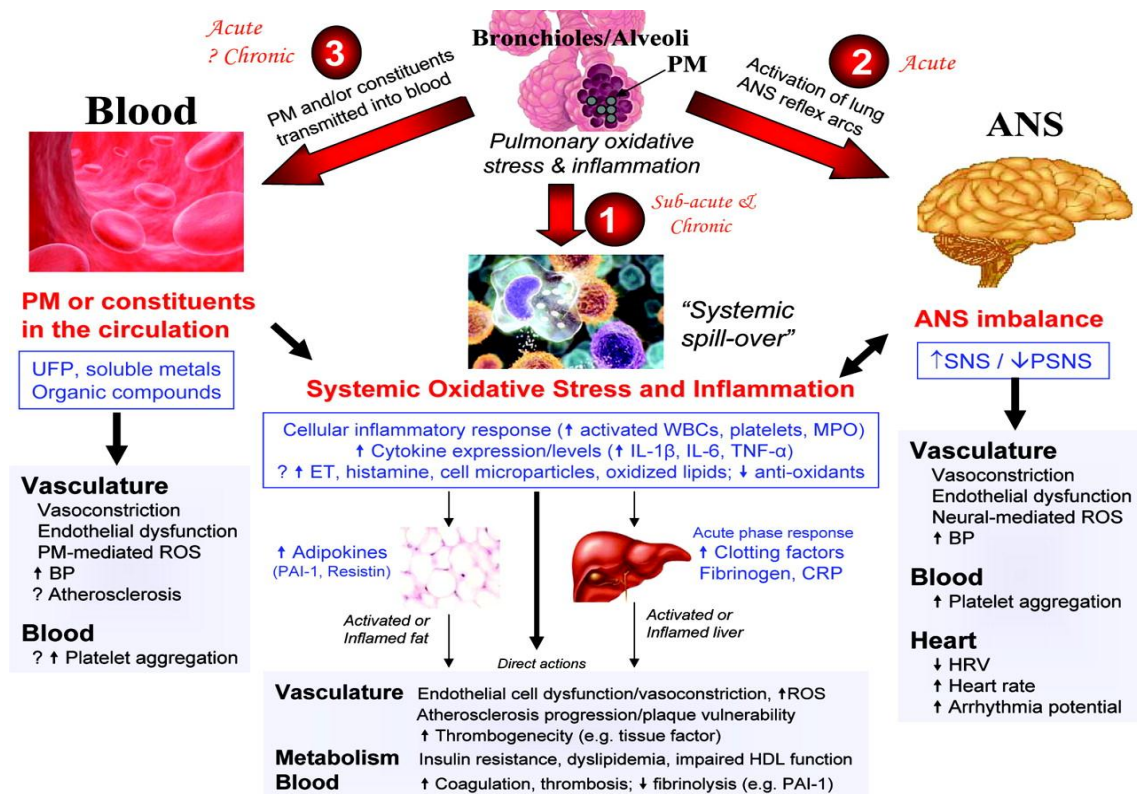 Acute
? Chronic
3
PM and/or constituents
transmitted into blood
Bronchioles/Alveoli
PM
Pulmonary oxidative
stress & inflammation
2
Acute
Activation of lung
ANS reflex arcs
Blood
ANS
1
Sub-acute &
Chronic
"Systemic
spill-over"
PM or constituents
in the circulation
UFP, soluble metals
Organic compounds
Vasculature
Vasoconstriction
Endothelial dysfunction
PM-mediated ROS
↑ BP
? Atherosclerosis
Blood
? ↑ Platelet aggregation
Systemic Oxidative Stress and Inflammation
Cellular inflammatory response (↑ activated WBCs, platelets, MPO)
↑ Cytokine expression/levels (↑ IL-1β, IL-6, TNF-α)
? ↑ ET, histamine, cell microparticles, oxidized lipids; ↓ anti-oxidants
↑ Adipokines
(PAI-1, Resistin)
Acute phase response
↑ Clotting factors
Fibrinogen, CRP
Activated or
Inflamed fat
Activated or
Inflamed liver
Direct actions
Vasculature Endothelial cell dysfunction/vasoconstriction, ↑ROS
Atherosclerosis progression/plaque vulnerability
↑ Thrombogenecity (e.g. tissue factor)
Metabolism Insulin resistance, dyslipidemia, impaired HDL function
Blood ↑ Coagulation, thrombosis; ↓ fibrinolysis (e.g. PAI-1)
ANS imbalance
↑SNS / ↓PSNS
Vasculature
Vasoconstriction
Endothelial dysfunction
Neural-mediated ROS
↑ BP
Blood
↑ Platelet aggregation
Heart
↓ HRV
↑ Heart rate
↑ Arrhythmia potential